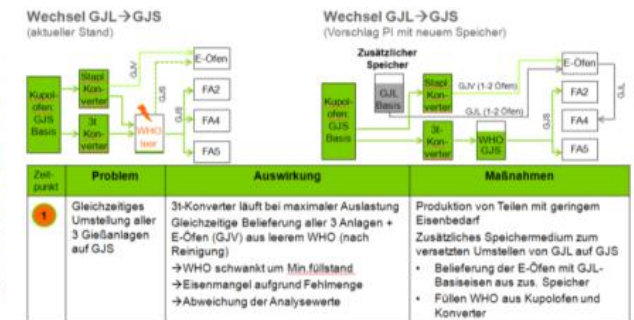 Wechsel GJL→GJS
(aktueller Stand)
Kupol-
ofen:
GJS
Basis
Stapl.
Kon-
verter
3t
Kon-
verter
WHO
leer
GJV
GJS
GJS
E-Öfen
FA2
FA4
FA5
Wechsel GJL→GJS
(Vorschlag PI mit neuem Speicher)
Zusätzlicher
Speicher
Kupol-
ofen:
GJS
Basis
GJL
Basis
Stapl.
Kon-
verter
3t-
Kon-
verter
WHO
GJS
GJV (1-2 Öfen)
GJL (1-2 Öfen)
GJS
GJL
E-Öfen
FA2
FA4
FA5
Zeit-
punkt
Problem
Auswirkung
Maßnahmen
1
Gleichzeitiges
Umstellung aller
3 Gießanlagen
auf GJS
3t-Konverter läuft bei maximaler Auslastung
Gleichzeitige Belieferung aller 3 Anlagen +
E-Öfen (GJV) aus leerem WHO (nach
Reinigung)
→WHO schwankt um Min.füllstand
→Eisenmangel aufgrund Fehlmenge
→Abweichung der Analysewerte
Produktion von Teilen mit geringem
Eisenbedarf
Zusätzliches Speichermedium zum
versetzten Umstellen von GJL auf GJS
• Belieferung der E-Öfen mit GJL-
Basiseisen aus zus. Speicher
• Füllen WHO aus Kupolofen und
Konverter